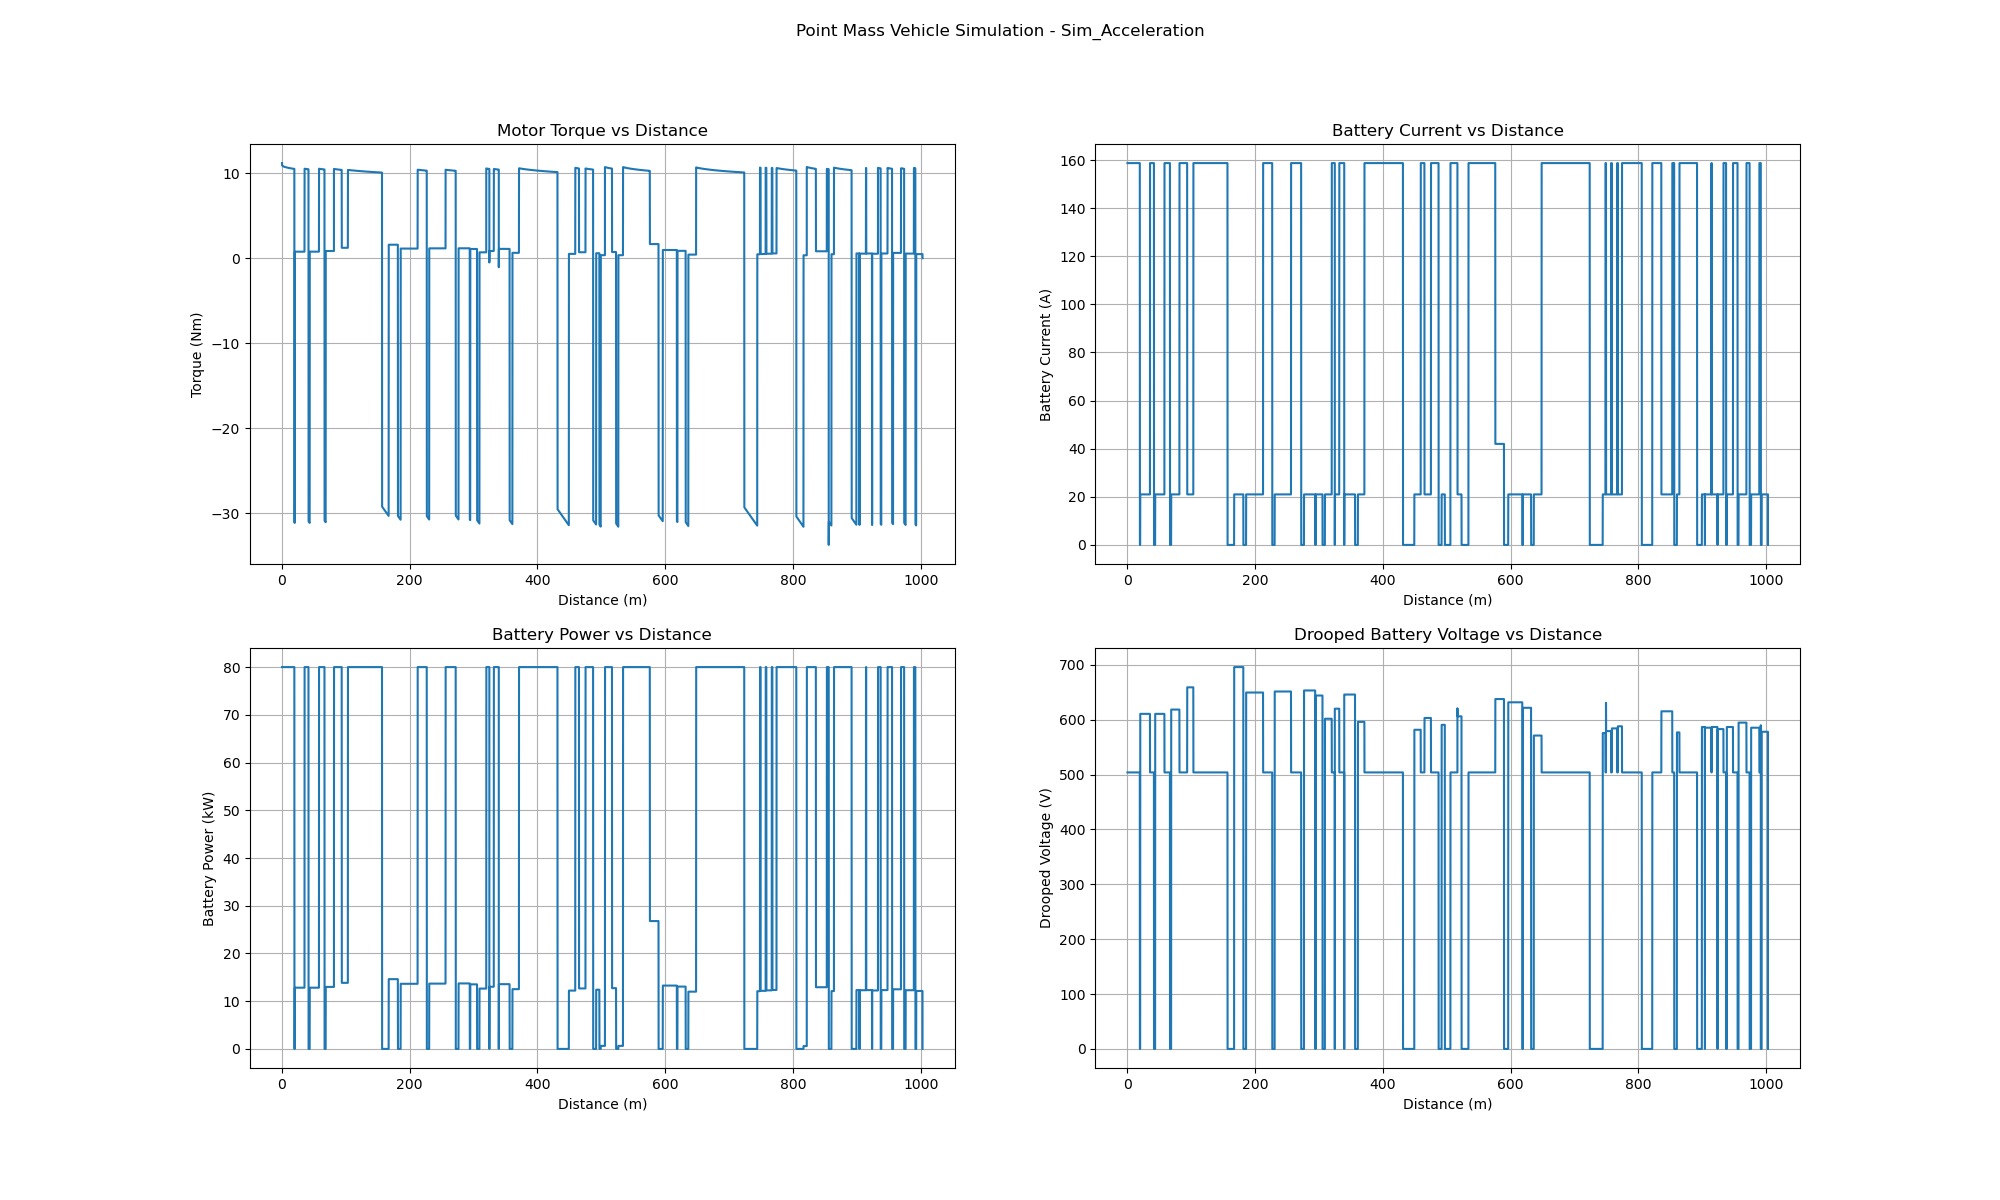 Point Mass Vehicle Simulation - Sim_Acceleration
Motor Torque vs Distance
Torque (Nm)
10
0
−10
−20
−30
0 200 400 600 800 1000
Distance (m)
Battery Current vs Distance
Battery Current (A)
160
140
120
100
80
60
40
20
0
0 200 400 600 800 1000
Distance (m)
Battery Power vs Distance
Battery Power (kW)
80
70
60
50
40
30
20
10
0
0 200 400 600 800 1000
Distance (m)
Drooped Battery Voltage vs Distance
Drooped Voltage (V)
700
600
500
400
300
200
100
0
0 200 400 600 800 1000
Distance (m)